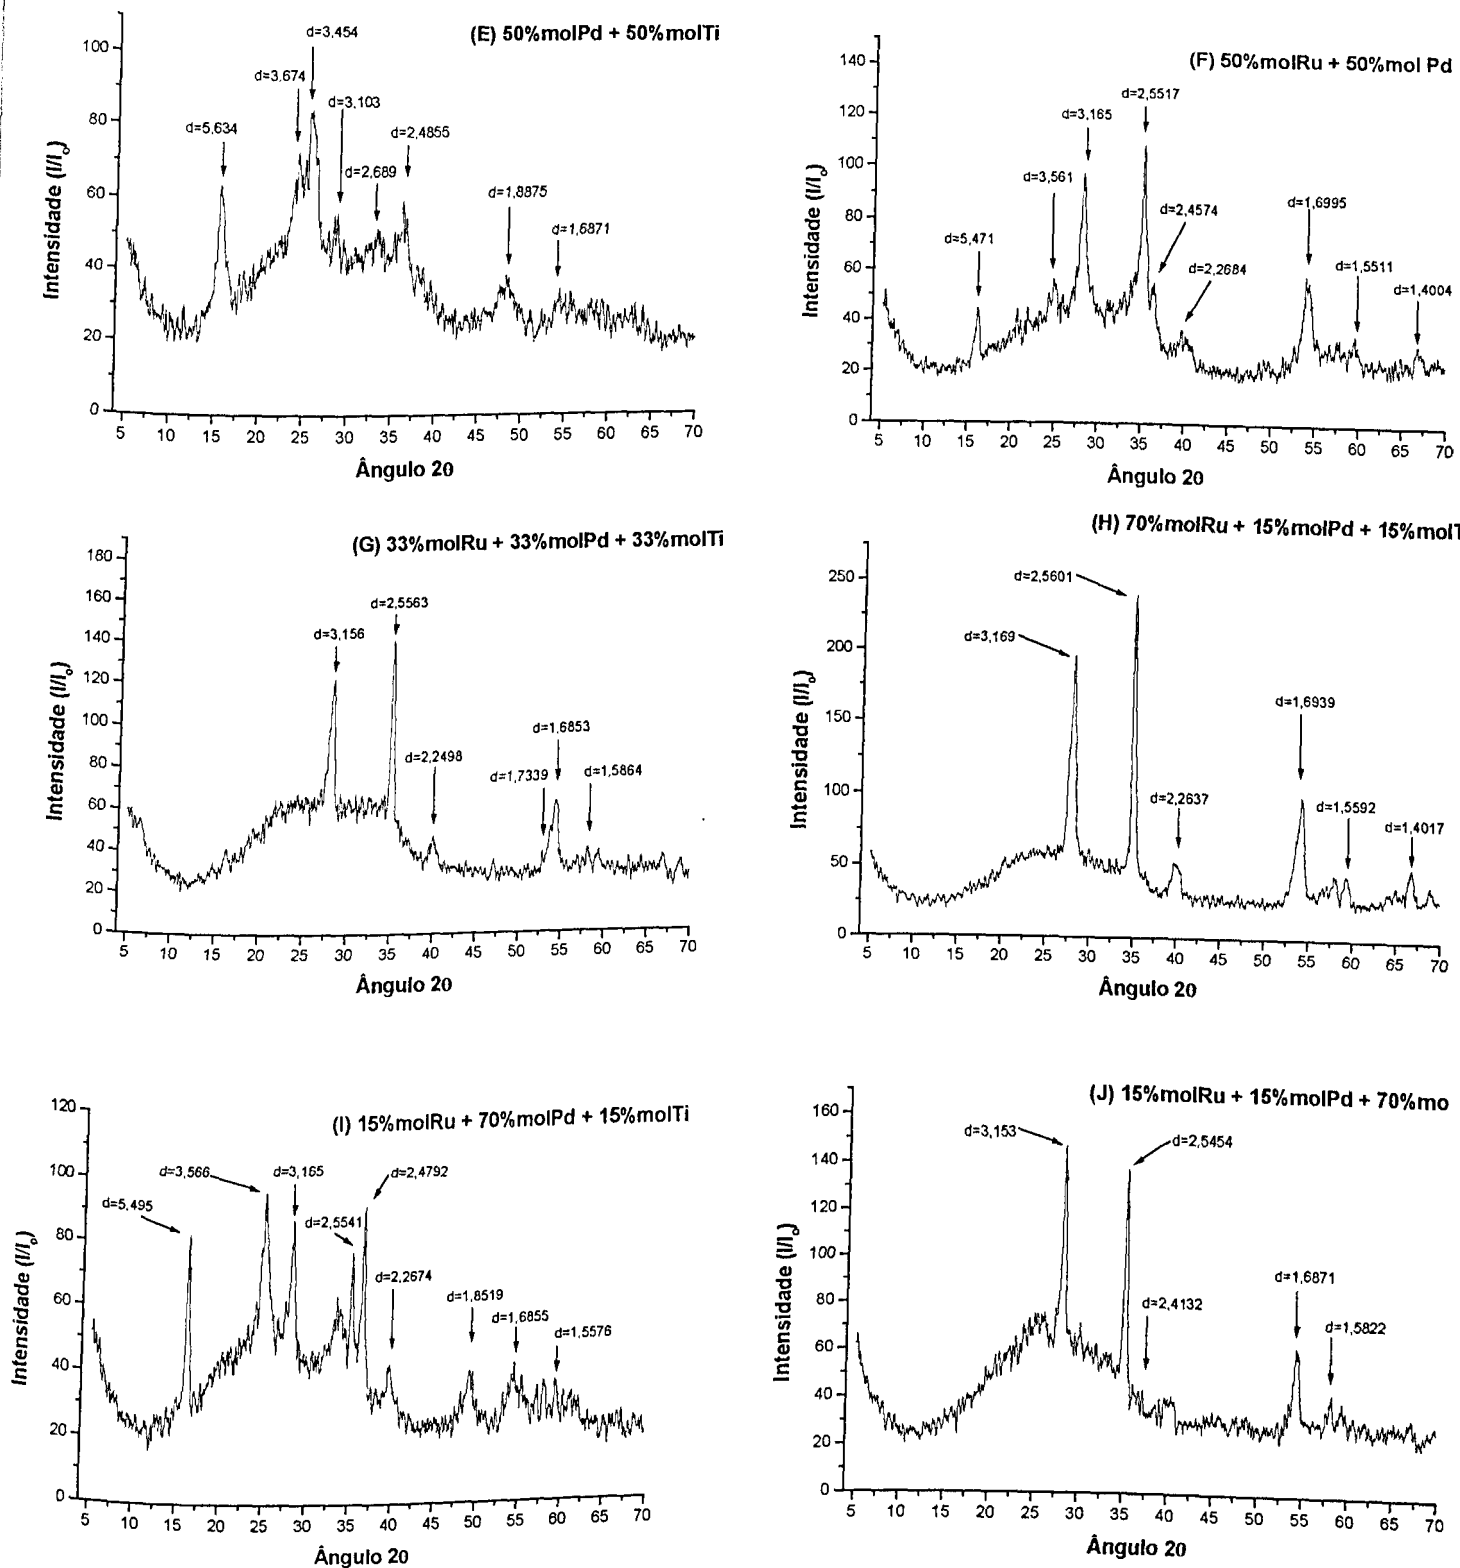 (E) 50%molPd + 50%molTi
d=3,454
d=3,674
d=3,103
d=5,634
d=2,4855
d=2,689
d=1,8875
d=1,6871
Intensidade (I/Io)
100
80
60
40
20
0
5 10 15 20 25 30 35 40 45 50 55 60 65 70
Ângulo 2θ
(F) 50%molRu + 50%mol Pd
d=2,5517
d=3,165
d=3,561
d=2,4574
d=1,6995
d=5,471
d=2,2684
d=1,5511
d=1,4004
Intensidade (I/Io)
140
120
100
80
60
40
20
0
5 10 15 20 25 30 35 40 45 50 55 60 65 70
Ângulo 2θ
(G) 33%molRu + 33%molPd + 33%molTi
d=2,5563
d=3,156
d=2,2498
d=1,6853
d=1,7339
d=1,5864
Intensidade (I/Io)
180
160
140
120
100
80
60
40
20
0
5 10 15 20 25 30 35 40 45 50 55 60 65 70
Ângulo 2θ
(H) 70%molRu + 15%molPd + 15%molT
d=2,5601
d=3,169
d=1,6939
d=2,2637
d=1,5592
d=1,4017
Intensidade (I/Io)
250
200
150
100
50
0
5 10 15 20 25 30 35 40 45 50 55 60 65 70
Ângulo 2θ
(I) 15%molRu + 70%molPd + 15%molTi
d=3,566
d=3,165
d=2,4792
d=5,495
d=2,5541
d=2,2674
d=1,8519
d=1,6855
d=1,5576
Intensidade (I/Io)
120
100
80
60
40
20
0
5 10 15 20 25 30 35 40 45 50 55 60 65 70
Ângulo 2θ
(J) 15%molRu + 15%molPd + 70%mo
d=3,153
d=2,5454
d=1,6871
d=2,4132
d=1,5822
Intensidade (I/Io)
160
140
120
100
80
60
40
20
0
5 10 15 20 25 30 35 40 45 50 55 60 65 70
Ângulo 2θ